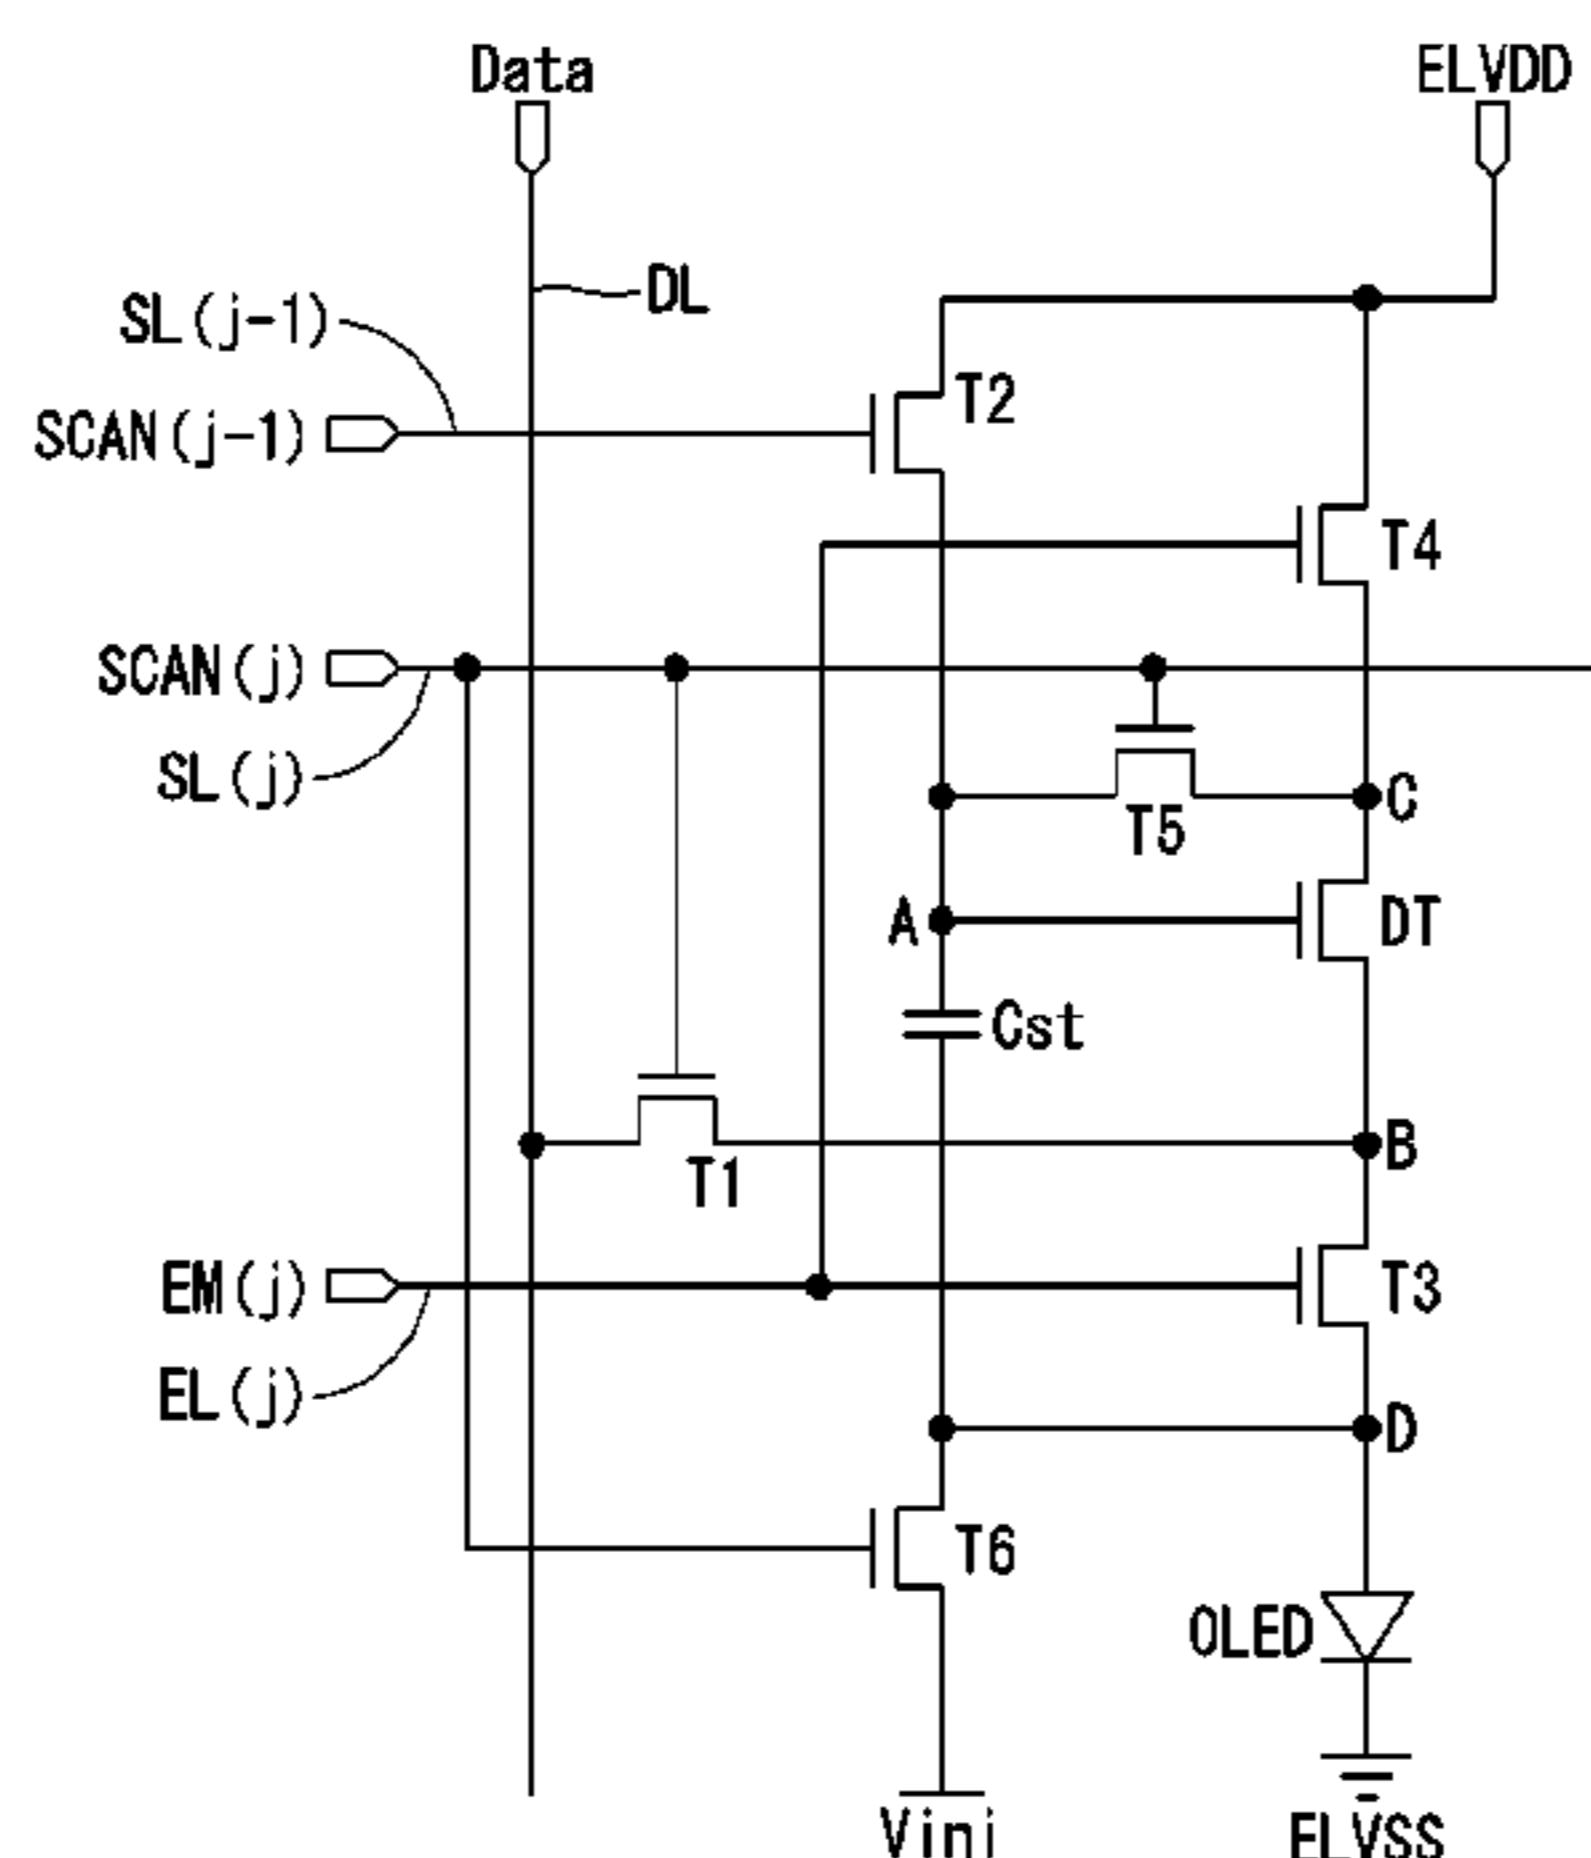 Data
ELVDD
DL
SL(j-1)
T2
SCAN(j-1)
T4
SCAN(j)
SL(j)
C
T5
A
DT
Cst
B
T1
EM(j)
T3
EL(j)
D
T6
OLED
Vini
ELVSS